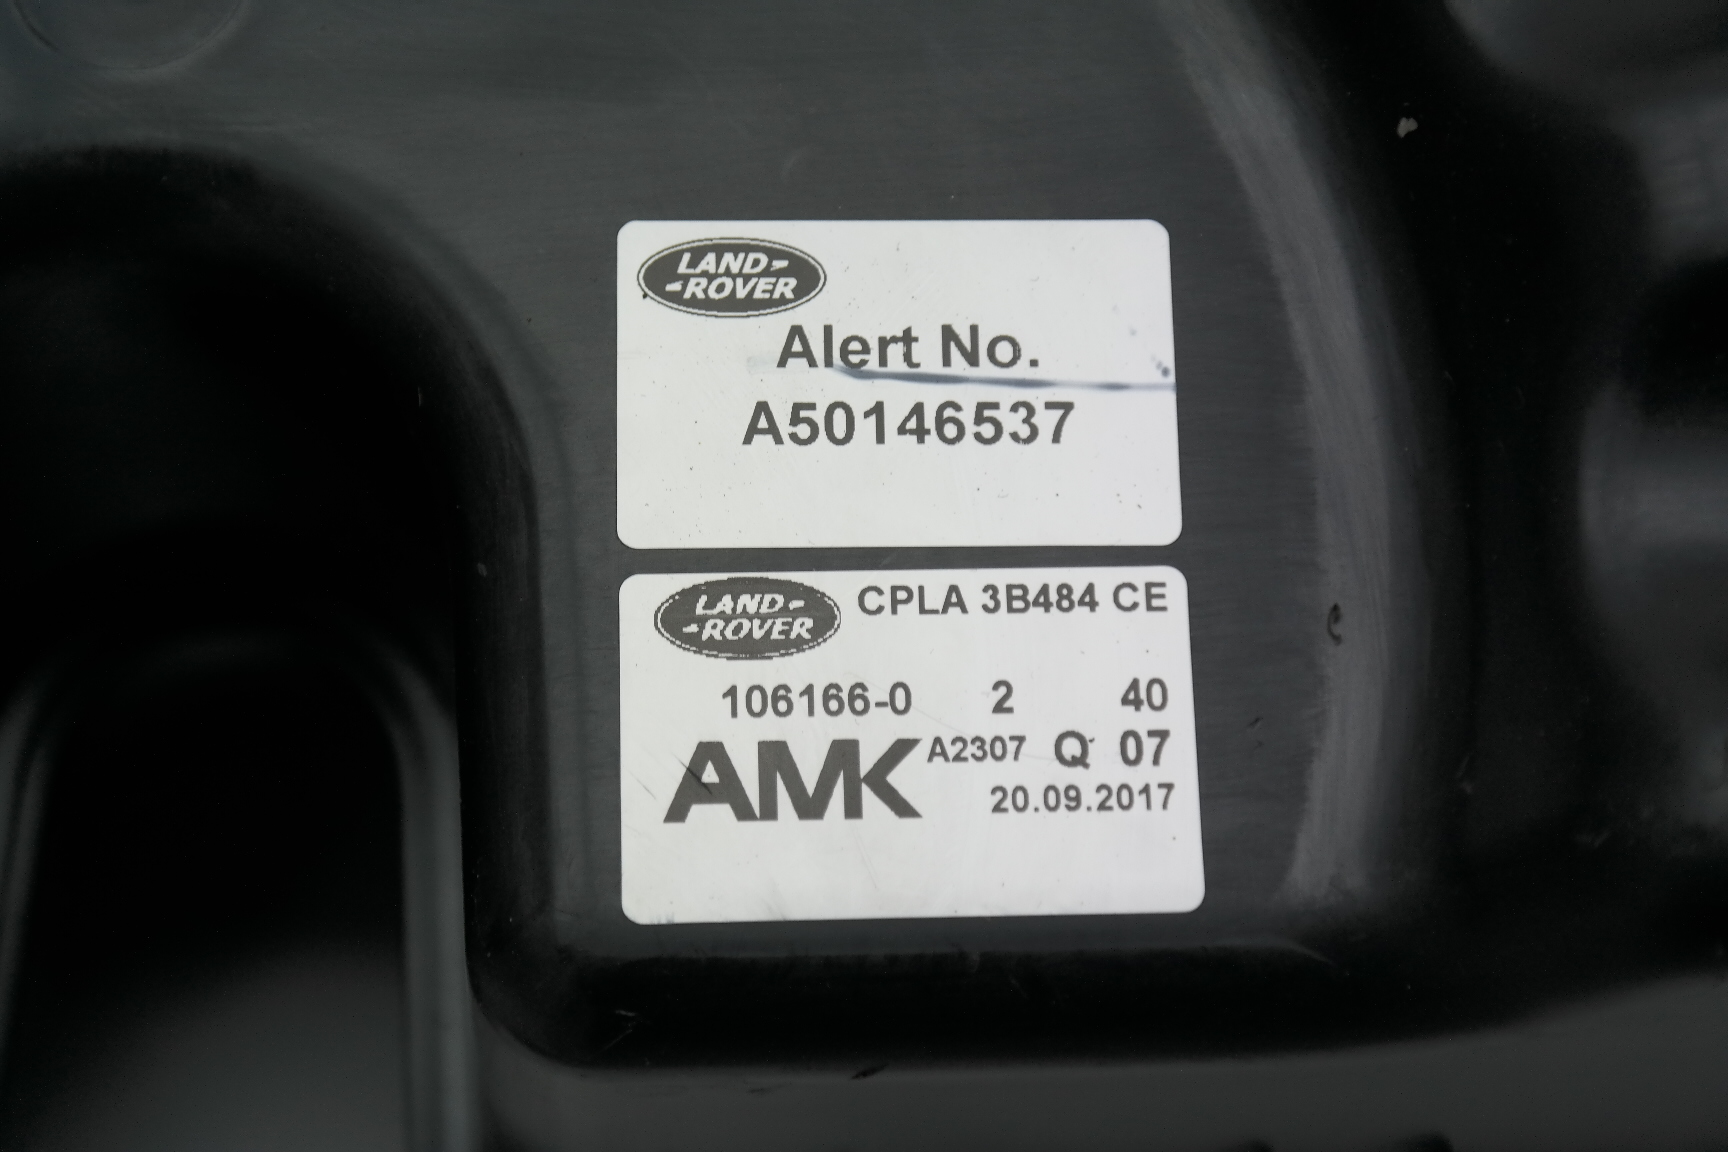 LAND-
-ROVER
Alert No.
A50146537
LAND-
-ROVER
CPLA 3B484 CE
106166-0 2 40
AMK A2307 Q 07
20.09.2017